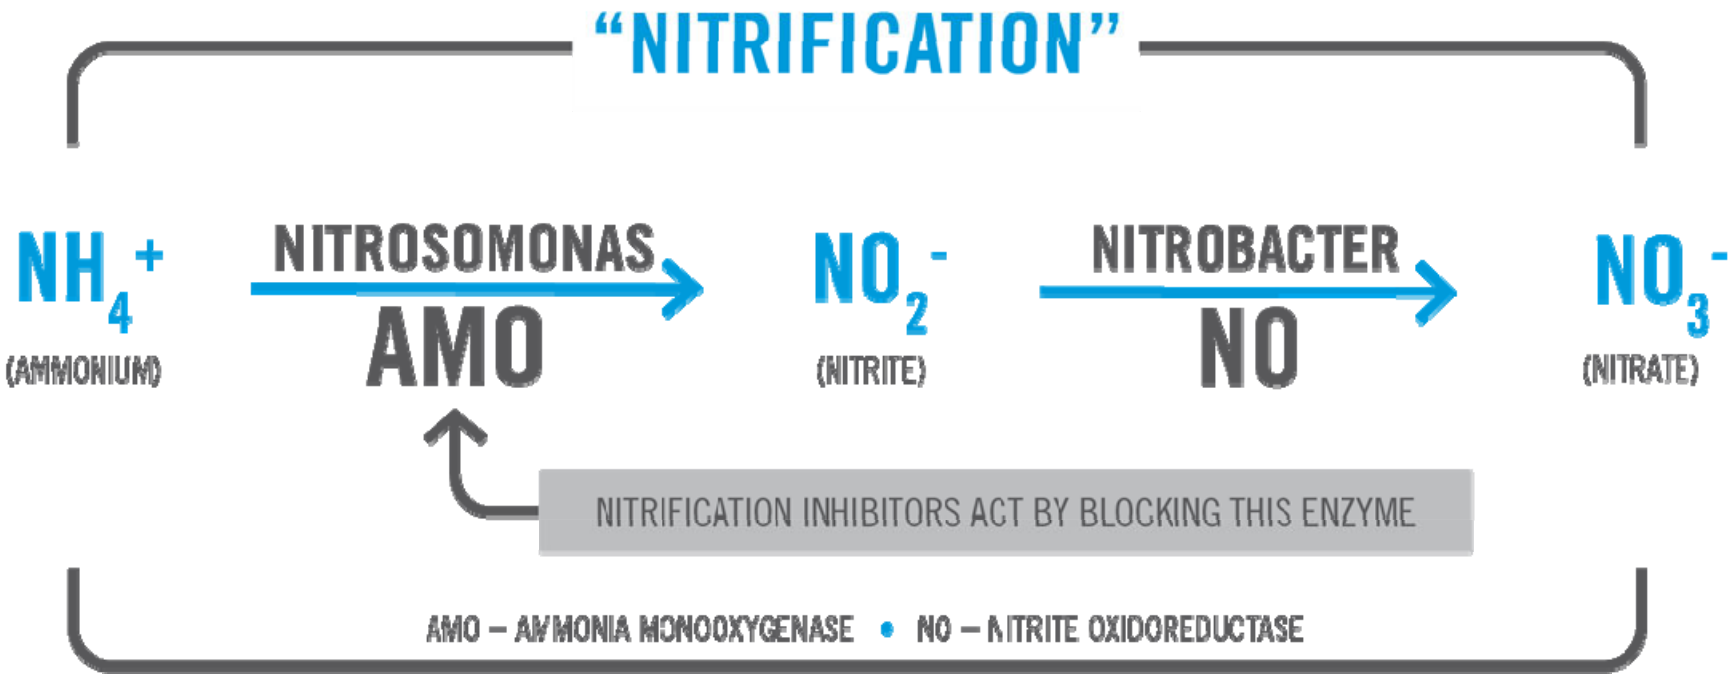 “NITRIFICATION”
NH4+ NITROSOMONAS NO2- NITROBACTER NO3-
(AMMONIUM) AMO (NITRITE) NO (NITRATE)
NITRIFICATION INHIBITORS ACT BY BLOCKING THIS ENZYME
AMO – AMMONIA MONOOXYGENASE • NO – NITRITE OXIDOREDUCTASE